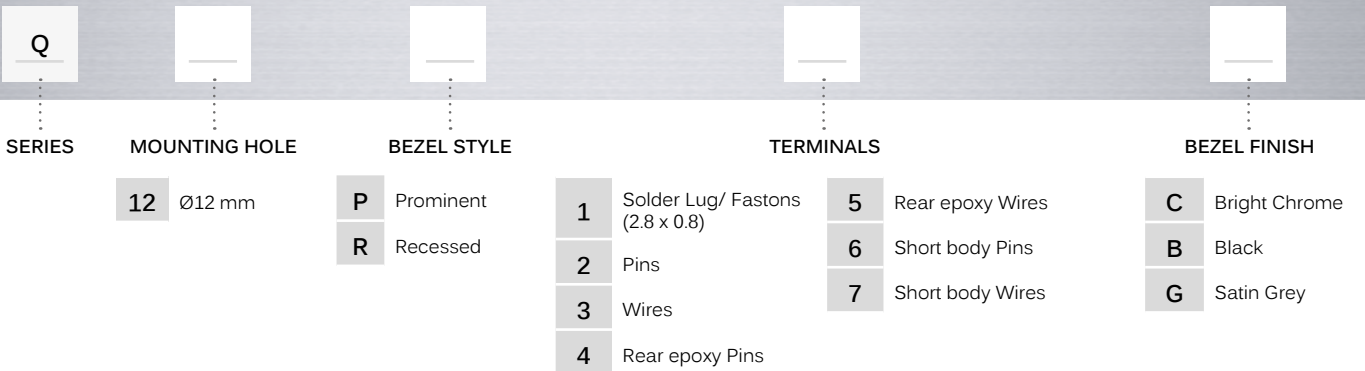 Q
SERIES
MOUNTING HOLE
BEZEL STYLE
TERMINALS
BEZEL FINISH
12 Ø12 mm
P Prominent
R Recessed
1 Solder Lug/ Fastons
(2.8 x 0.8)
2 Pins
3 Wires
4 Rear epoxy Pins
5 Rear epoxy Wires
6 Short body Pins
7 Short body Wires
C Bright Chrome
B Black
G Satin Grey